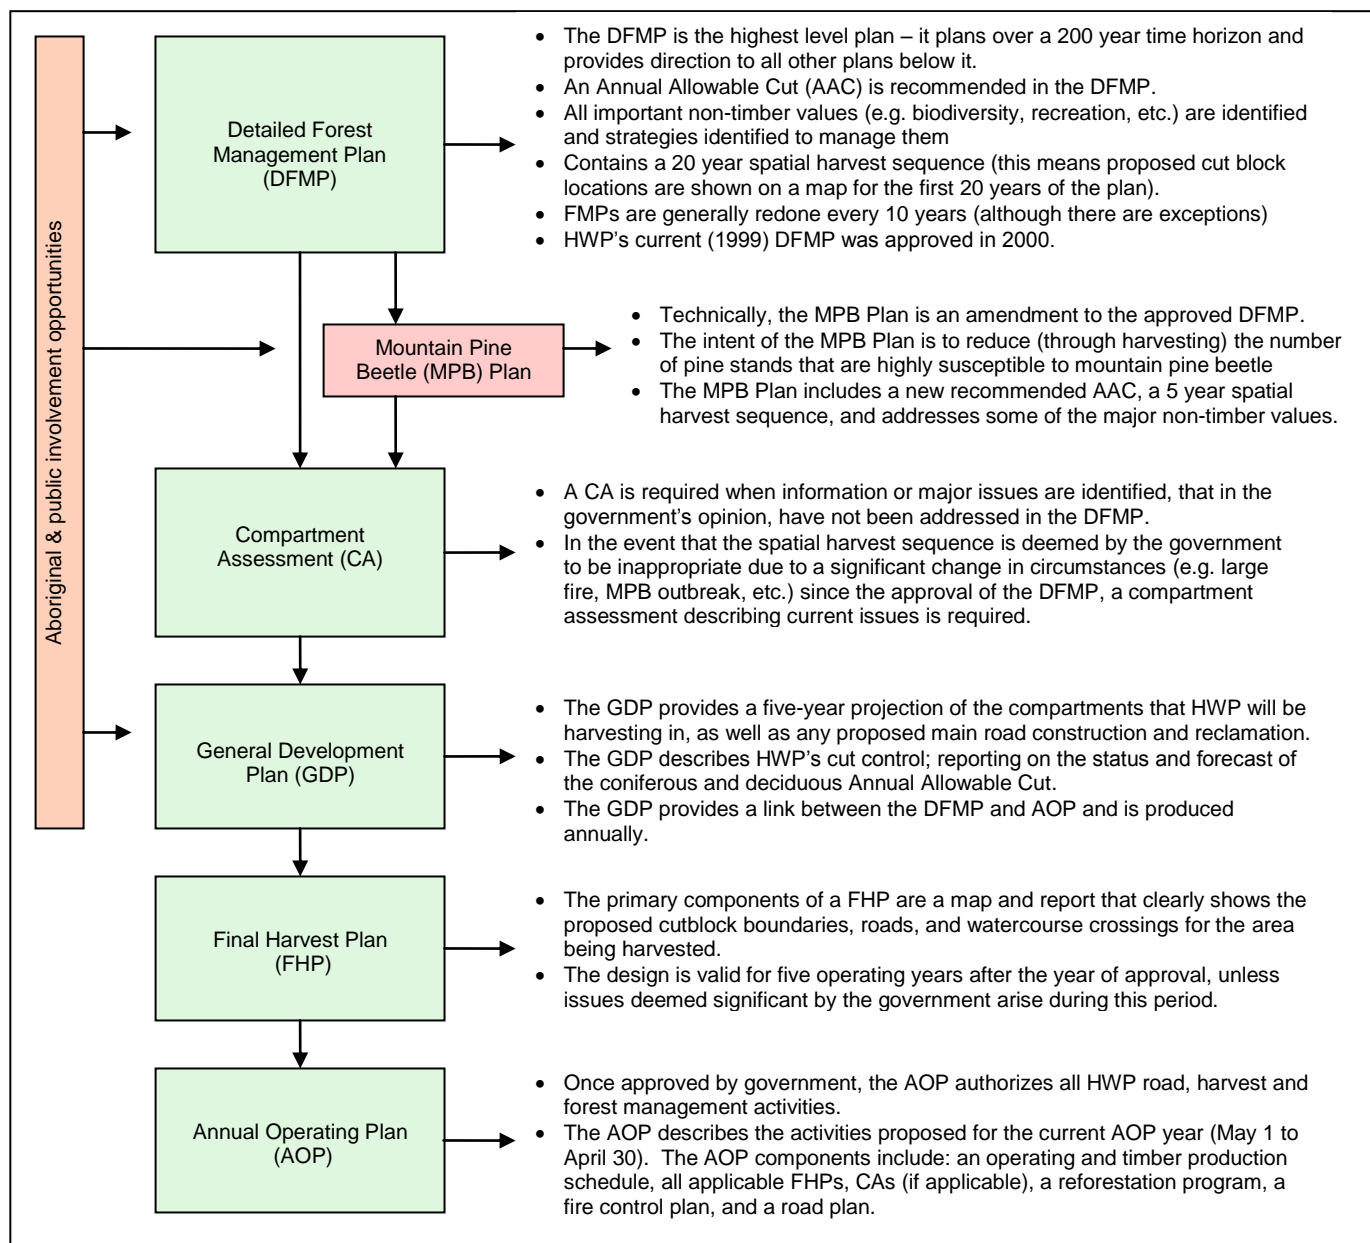 Aboriginal & public involvement opportunities
Detailed Forest
Management Plan
(DFMP)
• The DFMP is the highest level plan – it plans over a 200 year time horizon and
provides direction to all other plans below it.
• An Annual Allowable Cut (AAC) is recommended in the DFMP.
• All important non-timber values (e.g. biodiversity, recreation, etc.) are identified
and strategies identified to manage them
• Contains a 20 year spatial harvest sequence (this means proposed cut block
locations are shown on a map for the first 20 years of the plan).
• FMPs are generally redone every 10 years (although there are exceptions)
• HWP's current (1999) DFMP was approved in 2000.
Mountain Pine
Beetle (MPB) Plan
• Technically, the MPB Plan is an amendment to the approved DFMP.
• The intent of the MPB Plan is to reduce (through harvesting) the number
of pine stands that are highly susceptible to mountain pine beetle
• The MPB Plan includes a new recommended AAC, a 5 year spatial
harvest sequence, and addresses some of the major non-timber values.
Compartment
Assessment (CA)
• A CA is required when information or major issues are identified, that in the
government's opinion, have not been addressed in the DFMP.
• In the event that the spatial harvest sequence is deemed by the government
to be inappropriate due to a significant change in circumstances (e.g. large
fire, MPB outbreak, etc.) since the approval of the DFMP, a compartment
assessment describing current issues is required.
General Development
Plan (GDP)
• The GDP provides a five-year projection of the compartments that HWP will be
harvesting in, as well as any proposed main road construction and reclamation.
• The GDP describes HWP's cut control; reporting on the status and forecast of
the coniferous and deciduous Annual Allowable Cut.
• The GDP provides a link between the DFMP and AOP and is produced
annually.
Final Harvest Plan
(FHP)
• The primary components of a FHP are a map and report that clearly shows the
proposed cutblock boundaries, roads, and watercourse crossings for the area
being harvested.
• The design is valid for five operating years after the year of approval, unless
issues deemed significant by the government arise during this period.
Annual Operating Plan
(AOP)
• Once approved by government, the AOP authorizes all HWP road, harvest and
forest management activities.
• The AOP describes the activities proposed for the current AOP year (May 1 to
April 30).  The AOP components include: an operating and timber production
schedule, all applicable FHPs, CAs (if applicable), a reforestation program, a
fire control plan, and a road plan.